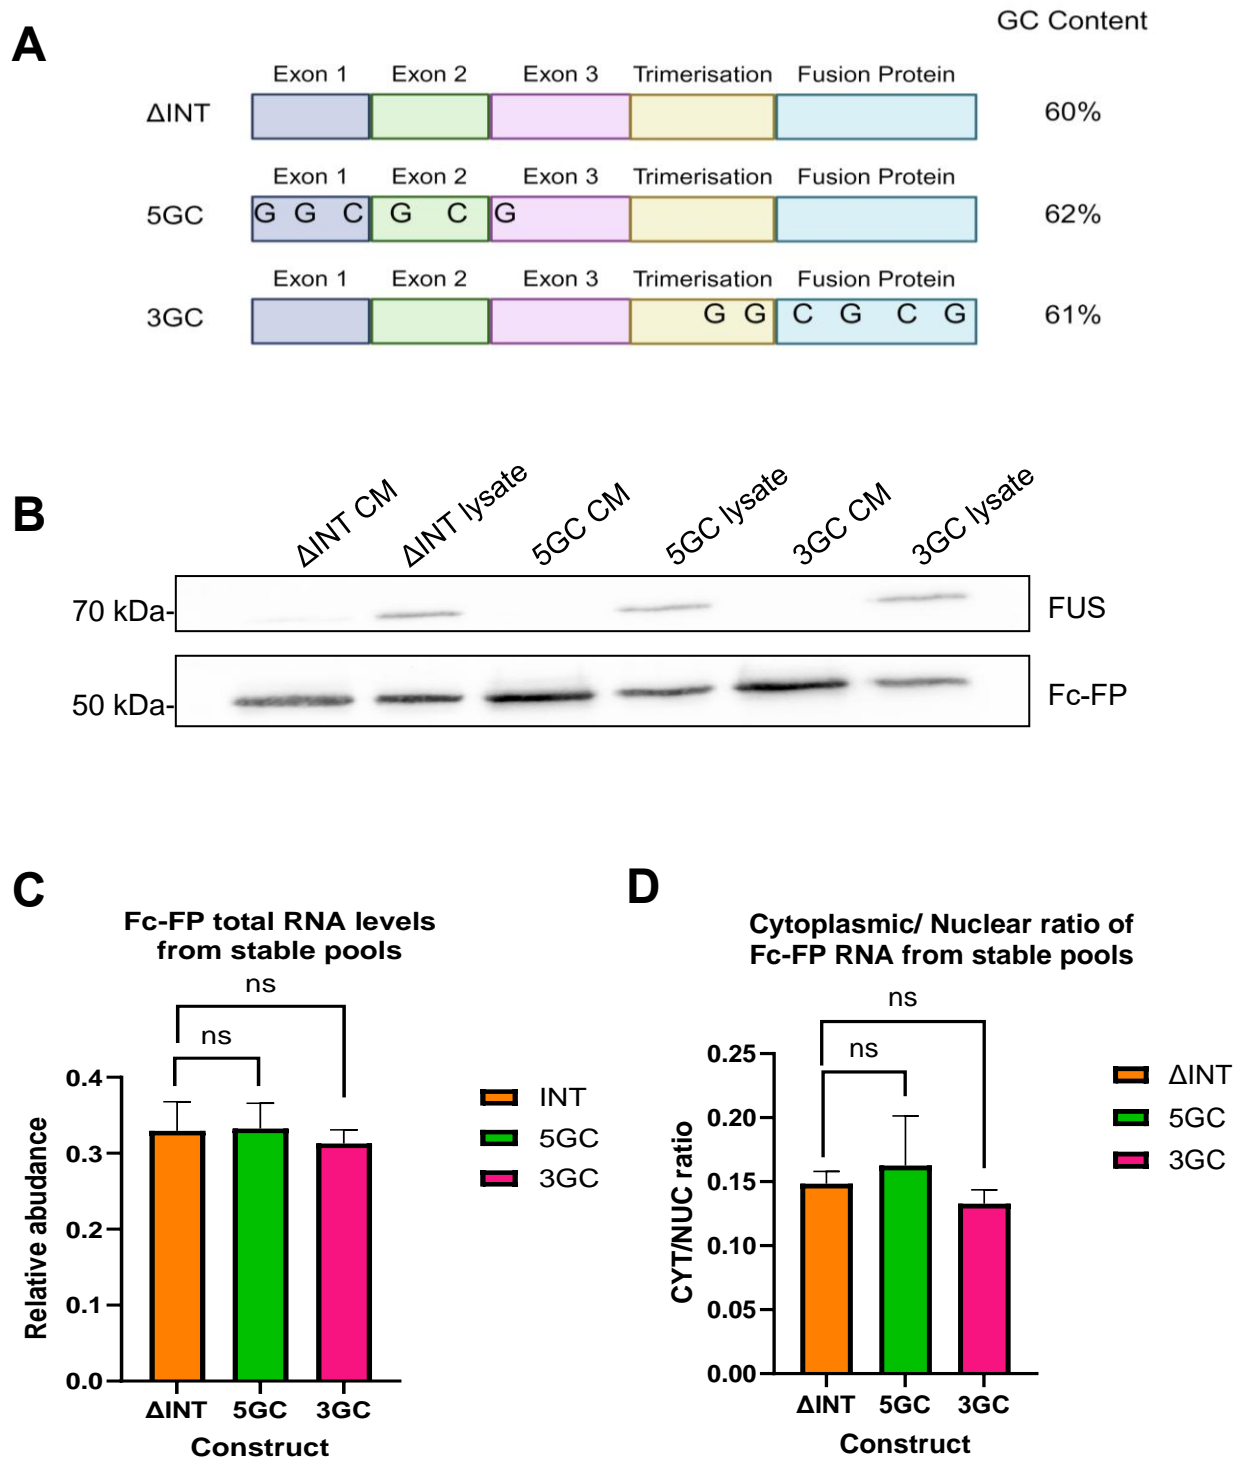 A
GC Content
Exon 1 Exon 2 Exon 3 Trimerisation Fusion Protein
ΔINT 60%
Exon 1 Exon 2 Exon 3 Trimerisation Fusion Protein
5GC G G C G C G 62%
Exon 1 Exon 2 Exon 3 Trimerisation Fusion Protein
3GC G G C G C G 61%
B
ΔINT CM ΔINT lysate 5GC CM 5GC lysate 3GC CM 3GC lysate
70 kDa- FUS
50 kDa- Fc-FP
C
Fc-FP total RNA levels
from stable pools
ns
ns
0.4
0.3
0.2
0.1
0.0
Relative abudance
ΔINT 5GC 3GC
Construct
INT
5GC
3GC
D
Cytoplasmic/ Nuclear ratio of
Fc-FP RNA from stable pools
ns
ns
0.25
0.20
0.15
0.10
0.05
0.00
CYT/NUC ratio
ΔINT 5GC 3GC
Construct
ΔINT
5GC
3GC